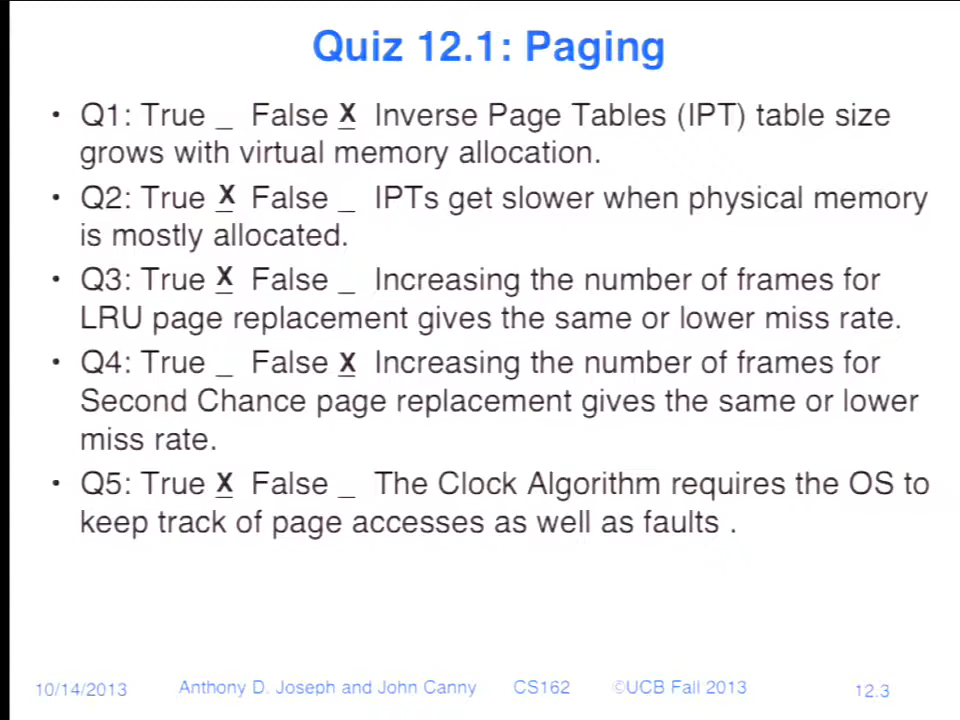 Quiz 12.1: Paging
• Q1: True _ False X Inverse Page Tables (IPT) table size
grows with virtual memory allocation.
• Q2: True X False _ IPTs get slower when physical memory
is mostly allocated.
• Q3: True X False _ Increasing the number of frames for
LRU page replacement gives the same or lower miss rate.
• Q4: True _ False X Increasing the number of frames for
Second Chance page replacement gives the same or lower
miss rate.
• Q5: True X False _ The Clock Algorithm requires the OS to
keep track of page accesses as well as faults .
10/14/2013 Anthony D. Joseph and John Canny CS162 ©UCB Fall 2013 12.3